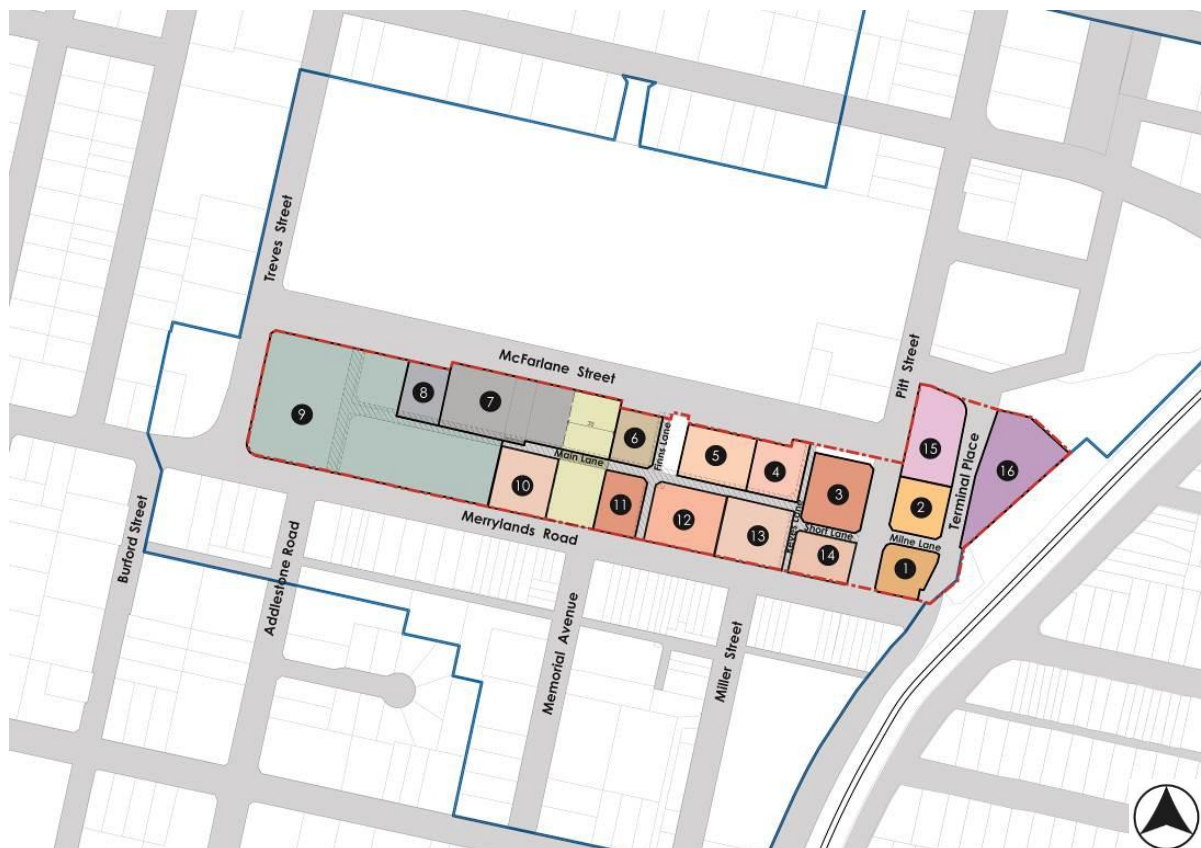 Treves Street
McFarlane Street
Pitt Street
8
7
9
6
Finns Lane
5
4
15
16
Main Lane
3
2
Terminal Place
10
11
12
13
Short Lane
Milne Lane
14
1
Merrylands Road
Burford Street
Addlestone Road
Memorial Avenue
Miller Street